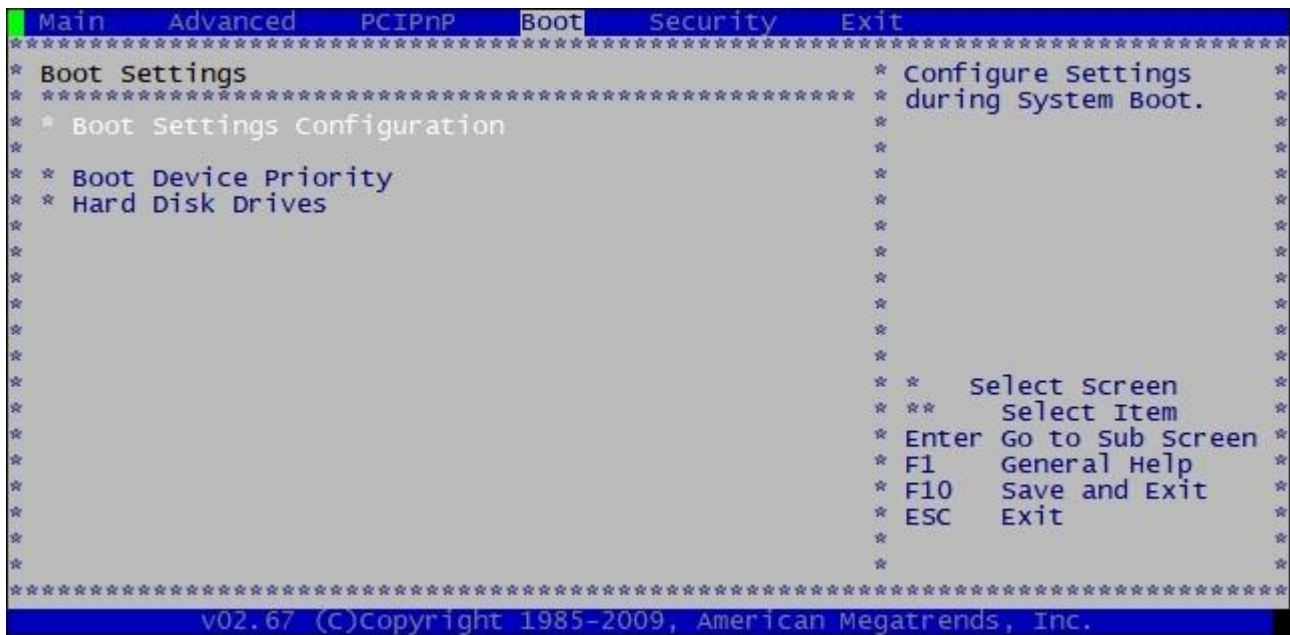 Main Advanced PCIPnP Boot Security Exit
Boot Settings
* Boot Settings Configuration
* Boot Device Priority
* Hard Disk Drives
Configure Settings
during System Boot.
* Select Screen
** Select Item
Enter Go to Sub Screen
F1 General Help
F10 Save and Exit
ESC Exit
v02.67 (C)Copyright 1985-2009, American Megatrends, Inc.